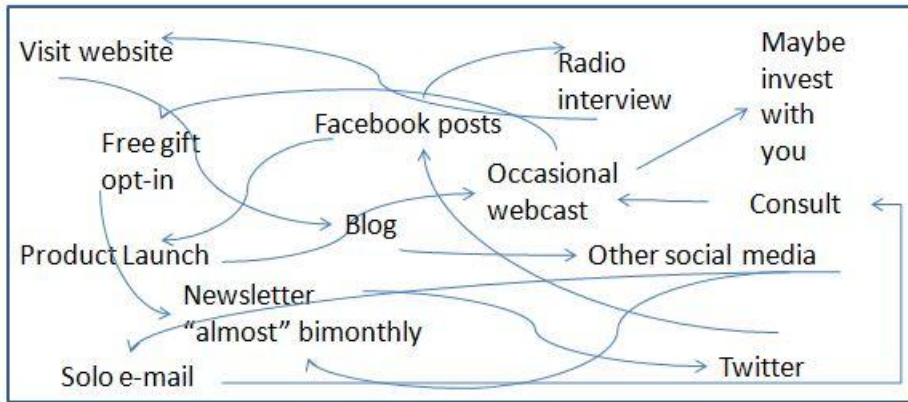 Visit website
Radio
interview
Maybe
invest
with
you
Free gift
opt-in
Facebook posts
Occasional
webcast
Consult
Blog
Product Launch
Other social media
Newsletter
“almost” bimonthly
Twitter
Solo e-mail